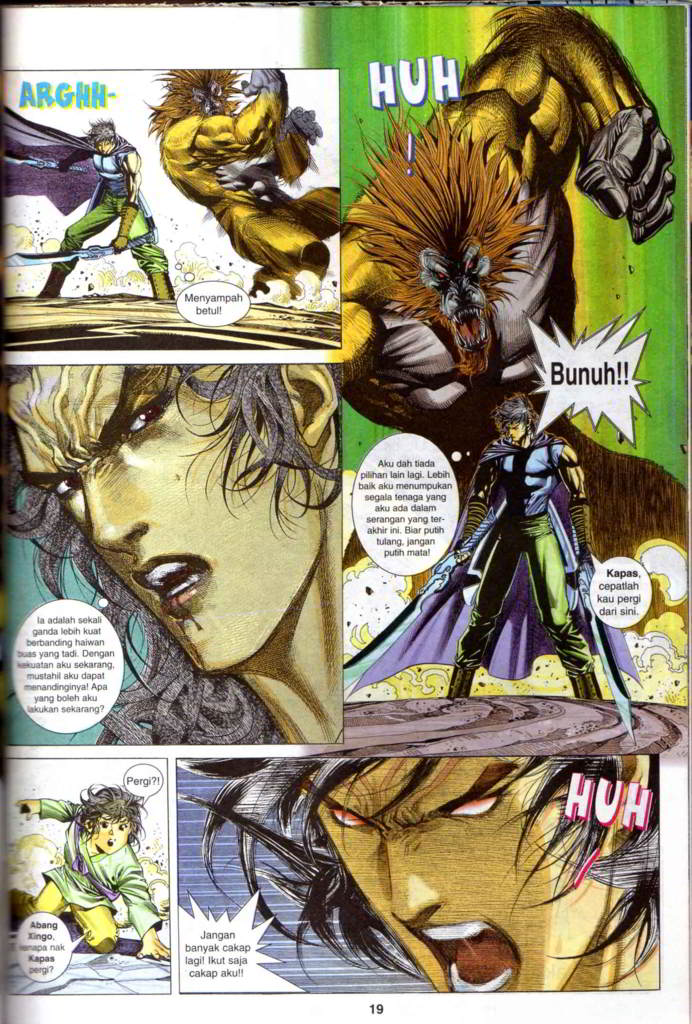 ARGHH-
Menyampah
betul!
HUH
!
Bunuh!!
Ia adalah sekali
ganda lebih kuat
berbanding haiwan
buas yang tadi. Dengan
kekuatan aku sekarang,
mustahil aku dapat
menandinginya! Apa
yang boleh aku
lakukan sekarang?
Aku dah tiada
pilihan lain lagi. Lebih
baik aku menumpukan
segala tenaga yang
aku ada dalam
serangan yang ter-
akhir ini. Biar putih
tulang, jangan
putih mata!
Kapas,
cepatlah
kau pergi
dari sini.
Pergi?!
Abang
Xingo,
kenapa nak
Kapas
pergi?
Jangan
banyak cakap
lagi! Ikut saja
cakap aku!!
HUH
19